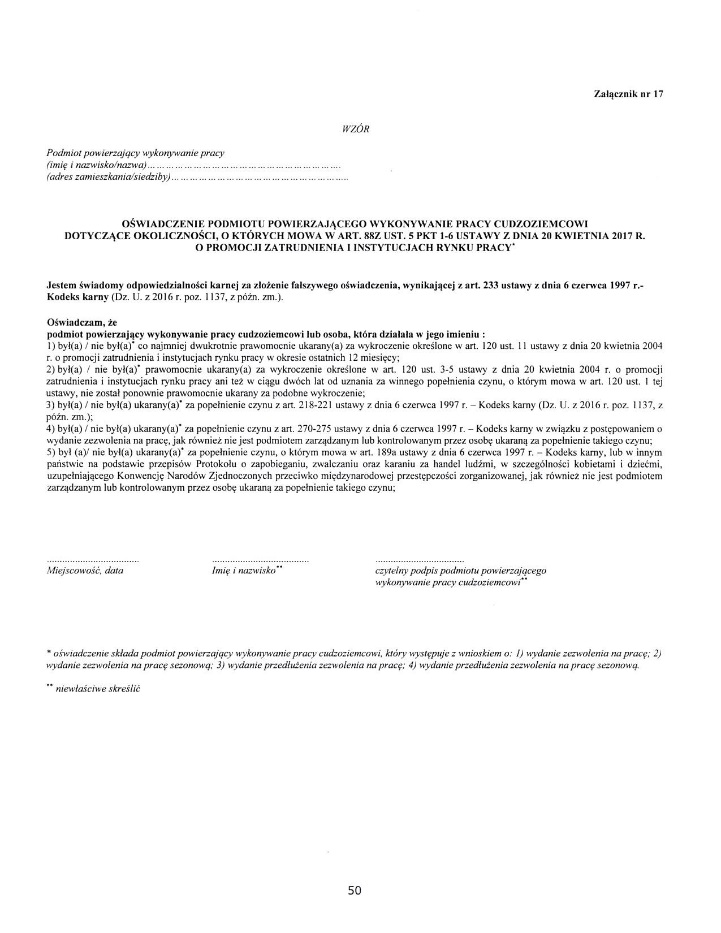 Załącznik nr 17
WZÓR
Podmiot powierzający wykonywanie pracy
(imię i nazwisko/nazwa)……………………………………………………….
(adres zamieszkania/siedziby)…………………………………………………..
OŚWIADCZENIE PODMIOTU POWIERZAJĄCEGO WYKONYWANIE PRACY CUDZOZIEMCOWI
DOTYCZĄCE OKOLICZNOŚCI, O KTÓRYCH MOWA W ART. 88Z UST. 5 PKT 1-6 USTAWY Z DNIA 20 KWIETNIA 2017 R.
O PROMOCJI ZATRUDNIENIA I INSTYTUCJACH RYNKU PRACY*
Jestem świadomy odpowiedzialności karnej za złożenie fałszywego oświadczenia, wynikającej z art. 233 ustawy z dnia 6 czerwca 1997 r.-
Kodeks karny (Dz. U. z 2016 r. poz. 1137, z późn. zm.).
Oświadczam, że
podmiot powierzający wykonywanie pracy cudzoziemcowi lub osoba, która działała w jego imieniu :
1) był(a) / nie był(a)* co najmniej dwukrotnie prawomocnie ukarany(a) za wykroczenie określone w art. 120 ust. 11 ustawy z dnia 20 kwietnia 2004
r. o promocji zatrudnienia i instytucjach rynku pracy w okresie ostatnich 12 miesięcy;
2) był(a) / nie był(a)* prawomocnie ukarany(a) za wykroczenie określone w art. 120 ust. 3-5 ustawy z dnia 20 kwietnia 2004 r. o promocji
zatrudnienia i instytucjach rynku pracy ani też w ciągu dwóch lat od uznania za winnego popełnienia czynu, o którym mowa w art. 120 ust. 1 tej
ustawy, nie został ponownie prawomocnie ukarany za podobne wykroczenie;
3) był(a) / nie był(a) ukarany(a)* za popełnienie czynu z art. 218-221 ustawy z dnia 6 czerwca 1997 r. – Kodeks karny (Dz. U. z 2016 r. poz. 1137, z
późn. zm.);
4) był(a) / nie był(a) ukarany(a)* za popełnienie czynu z art. 270-275 ustawy z dnia 6 czerwca 1997 r. – Kodeks karny w związku z postępowaniem o
wydanie zezwolenia na pracę, jak również nie jest podmiotem zarządzanym lub kontrolowanym przez osobę ukaraną za popełnienie takiego czynu;
5) był (a)/ nie był(a) ukarany(a)* za popełnienie czynu, o którym mowa w art. 189a ustawy z dnia 6 czerwca 1997 r. – Kodeks karny, lub w innym
państwie na podstawie przepisów Protokołu o zapobieganiu, zwalczaniu oraz karaniu za handel ludźmi, w szczególności kobietami i dziećmi,
uzupełniającego Konwencję Narodów Zjednoczonych przeciwko międzynarodowej przestępczości zorganizowanej, jak również nie jest podmiotem
zarządzanym lub kontrolowanym przez osobę ukaraną za popełnienie takiego czynu;
.................................... ...................................... ...................................
Miejscowość, data Imię i nazwisko** czytelny podpis podmiotu powierzającego
wykonywanie pracy cudzoziemcowi**
* oświadczenie składa podmiot powierzający wykonywanie pracy cudzoziemcowi, który występuje z wnioskiem o: 1) wydanie zezwolenia na pracę; 2)
wydanie zezwolenia na pracę sezonową; 3) wydanie przedłużenia zezwolenia na pracę; 4) wydanie przedłużenia zezwolenia na pracę sezonową.
** niewłaściwe skreślić
50